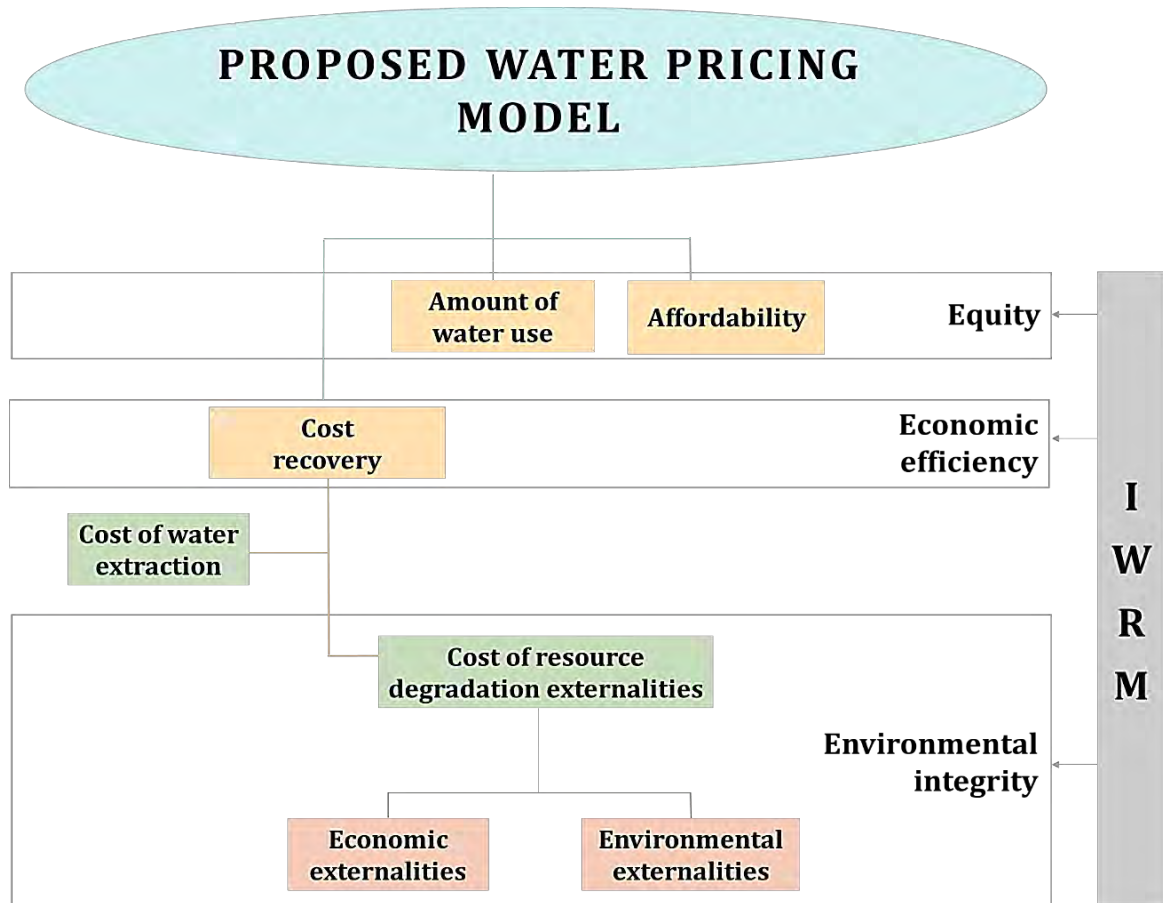 PROPOSED WATER PRICING
MODEL
Amount of
water use
Affordability
Equity
Cost
recovery
Economic
efficiency
Cost of water
extraction
Cost of resource
degradation externalities
Environmental
integrity
Economic
externalities
Environmental
externalities
I
W
R
M